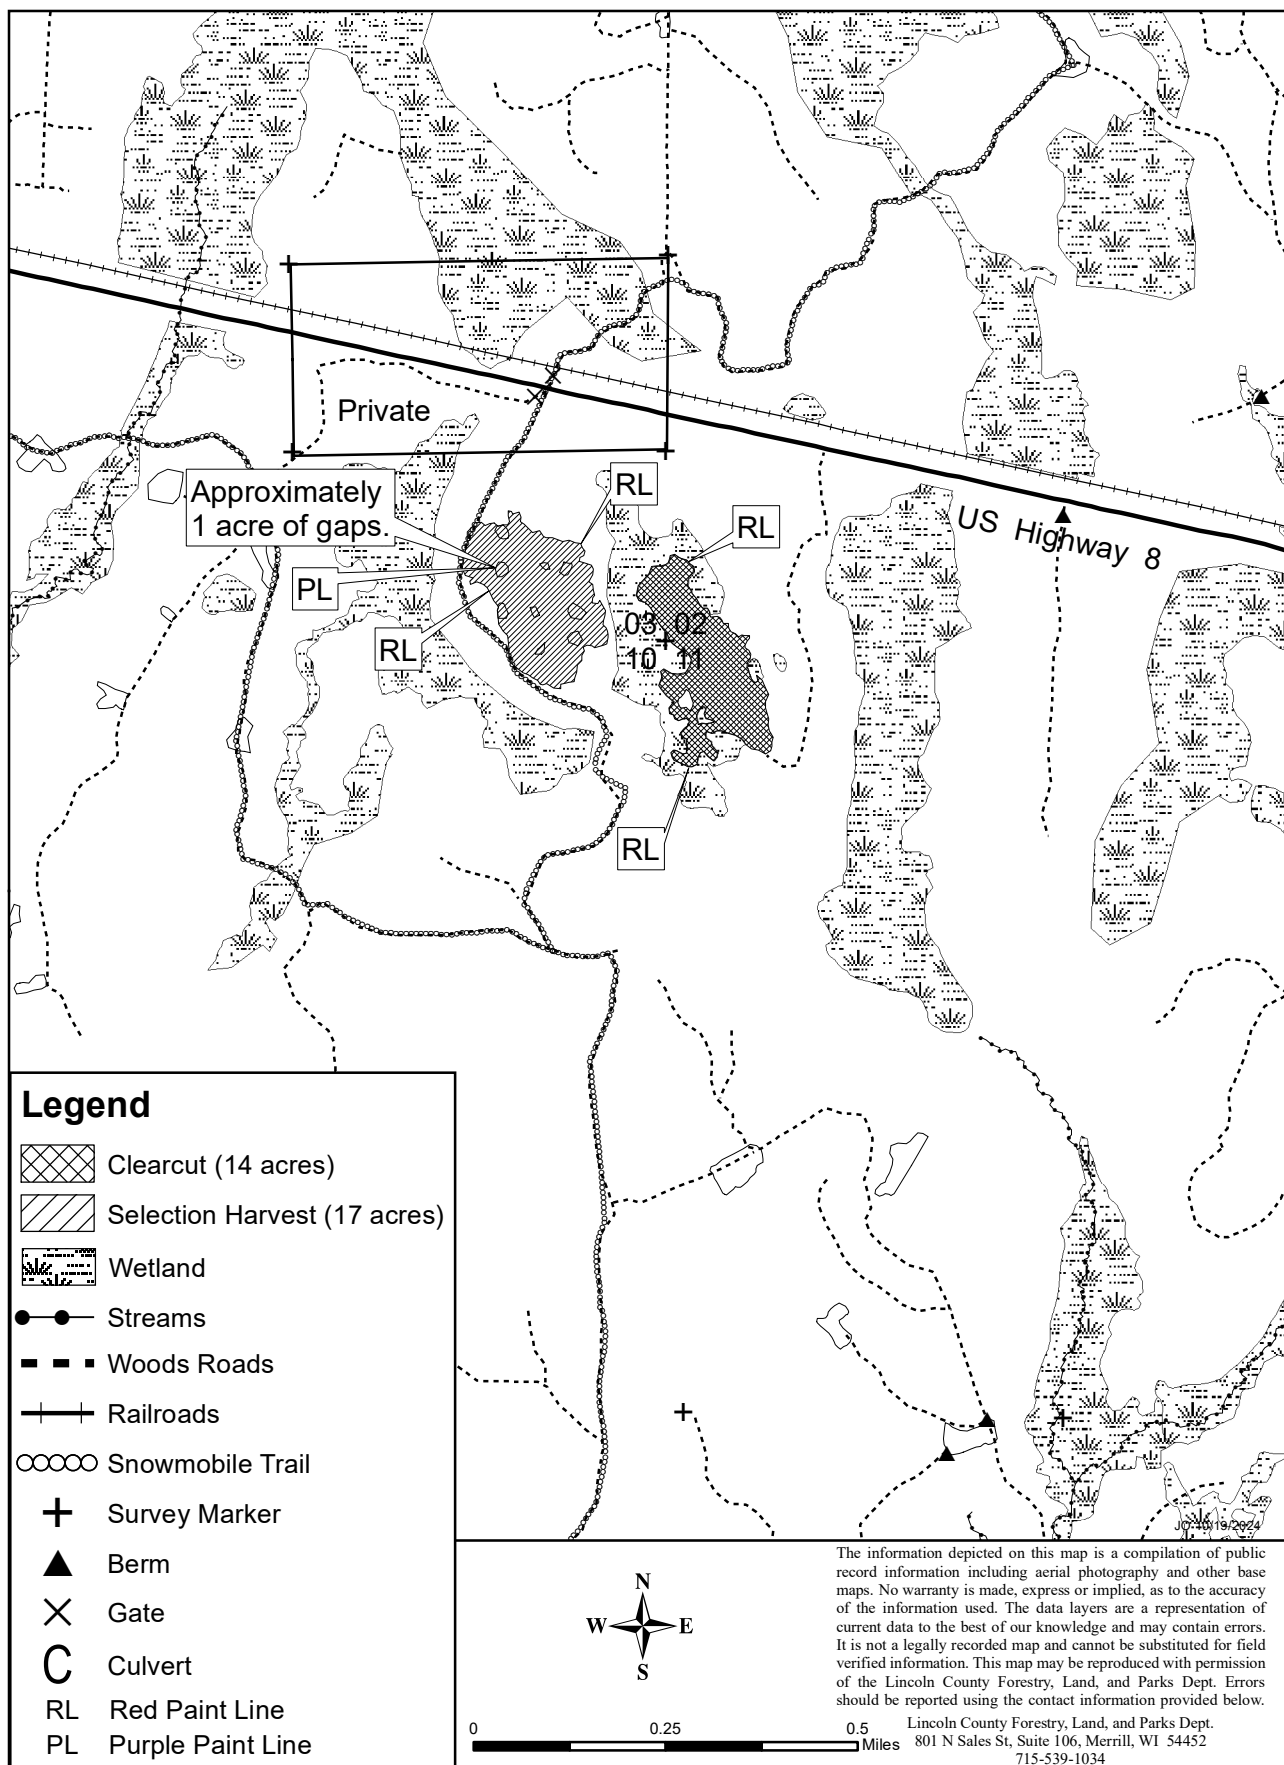 Private
Approximately
1 acre of gaps.
RL
RL
PL
RL
03 02
10 11
RL
US Highway 8
Legend
Clearcut (14 acres)
Selection Harvest (17 acres)
Wetland
Streams
Woods Roads
Railroads
Snowmobile Trail
Survey Marker
Berm
Gate
C Culvert
RL Red Paint Line
PL Purple Paint Line
N
W E
S
0 0.25 0.5
Miles
The information depicted on this map is a compilation of public
record information including aerial photography and other base
maps. No warranty is made, express or implied, as to the accuracy
of the information used. The data layers are a representation of
current data to the best of our knowledge and may contain errors.
It is not a legally recorded map and cannot be substituted for field
verified information. This map may be reproduced with permission
of the Lincoln County Forestry, Land, and Parks Dept. Errors
should be reported using the contact information provided below.
Lincoln County Forestry, Land, and Parks Dept.
801 N Sales St, Suite 106, Merrill, WI 54452
715-539-1034